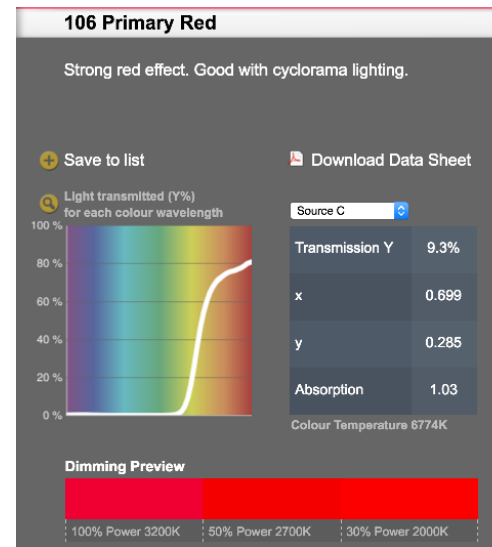 106 Primary Red
Strong red effect. Good with cyclorama lighting.
Save to list
Download Data Sheet
Light transmitted (Y%)
for each colour wavelength
100 %
80 %
60 %
40 %
20 %
0 %
Source C
Transmission Y 9.3%
x 0.699
y 0.285
Absorption 1.03
Colour Temperature 6774K
Dimming Preview
100% Power 3200K 50% Power 2700K 30% Power 2000K